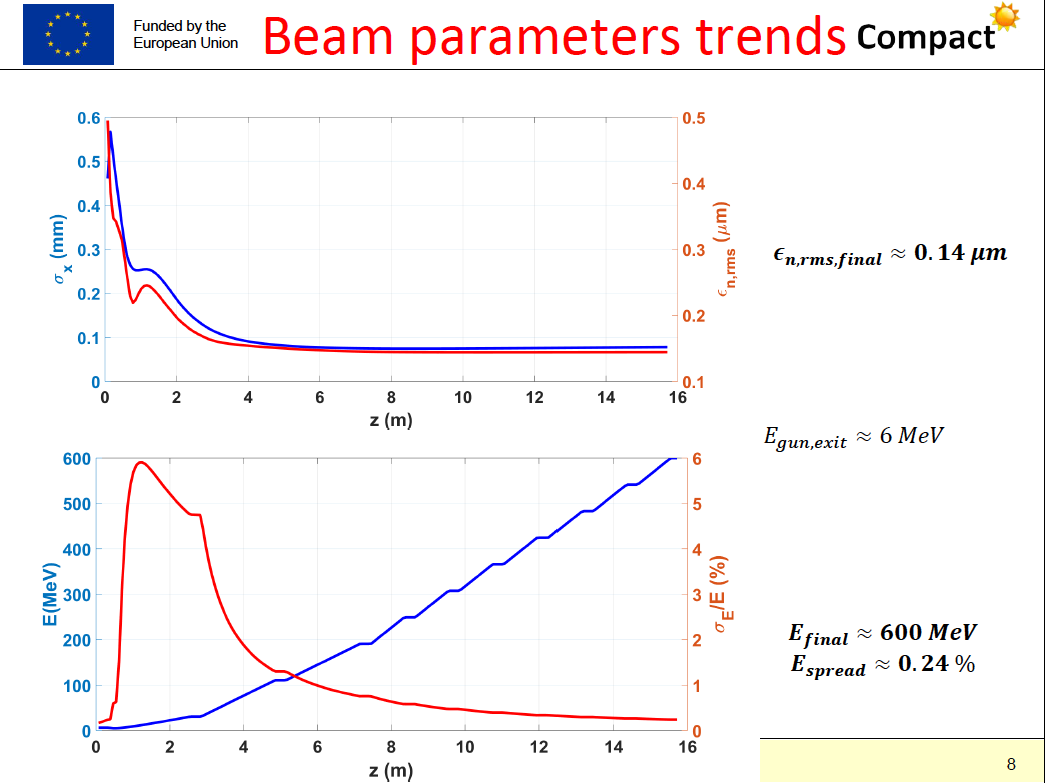 Funded by the
European Union
Beam parameters trends
Compact
0.6
0.5
0.4
0.3
0.2
0.1
0
σx (mm)
0.5
0.4
0.3
0.2
0.1
ϵn,rms (μm)
0 2 4 6 8 10 12 14 16
z (m)
ϵn,rms,final ≈ 0.14 μm
Egun,exit ≈ 6 MeV
600
500
400
300
200
100
0
E(MeV)
6
5
4
3
2
1
0
σE/E (%)
0 2 4 6 8 10 12 14 16
z (m)
Efinal ≈ 600 MeV
Espread ≈ 0.24 %
8